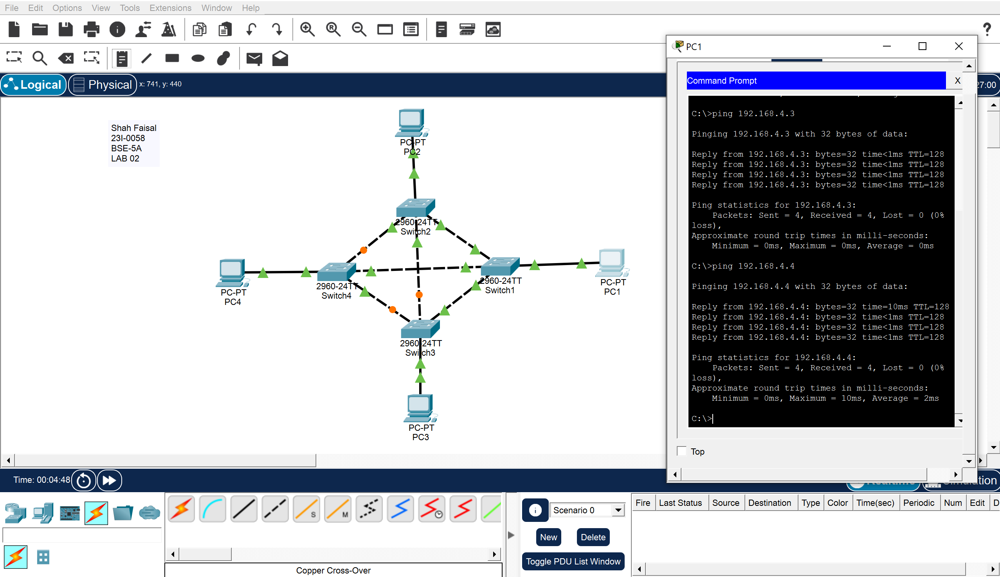 File Edit Options View Tools Extensions Window Help
Logical Physical x: 741, y: 440
Shah Faisal
23I-0058
BSE-5A
LAB 02
PC-PT
PC2
2960-24TT
Switch2
PC-PT
PC4
2960-24TT
Switch4
2960-24TT
Switch1
PC-PT
PC1
2960-24TT
Switch3
PC-PT
PC3
PC1
Command Prompt X
27:00
C:\>ping 192.168.4.3
Pinging 192.168.4.3 with 32 bytes of data:
Reply from 192.168.4.3: bytes=32 time<1ms TTL=128
Reply from 192.168.4.3: bytes=32 time<1ms TTL=128
Reply from 192.168.4.3: bytes=32 time<1ms TTL=128
Reply from 192.168.4.3: bytes=32 time<1ms TTL=128
Ping statistics for 192.168.4.3:
Packets: Sent = 4, Received = 4, Lost = 0 (0%
loss),
Approximate round trip times in milli-seconds:
Minimum = 0ms, Maximum = 0ms, Average = 0ms
C:\>ping 192.168.4.4
Pinging 192.168.4.4 with 32 bytes of data:
Reply from 192.168.4.4: bytes=32 time=10ms TTL=128
Reply from 192.168.4.4: bytes=32 time<1ms TTL=128
Reply from 192.168.4.4: bytes=32 time<1ms TTL=128
Reply from 192.168.4.4: bytes=32 time<1ms TTL=128
Ping statistics for 192.168.4.4:
Packets: Sent = 4, Received = 4, Lost = 0 (0%
loss),
Approximate round trip times in milli-seconds:
Minimum = 0ms, Maximum = 10ms, Average = 2ms
C:\>
Top
Time: 00:04:48
Realtime Simulation
S M
Copper Cross-Over
Scenario 0
New Delete
Toggle PDU List Window
Fire Last Status Source Destination Type Color Time(sec) Periodic Num Edit D